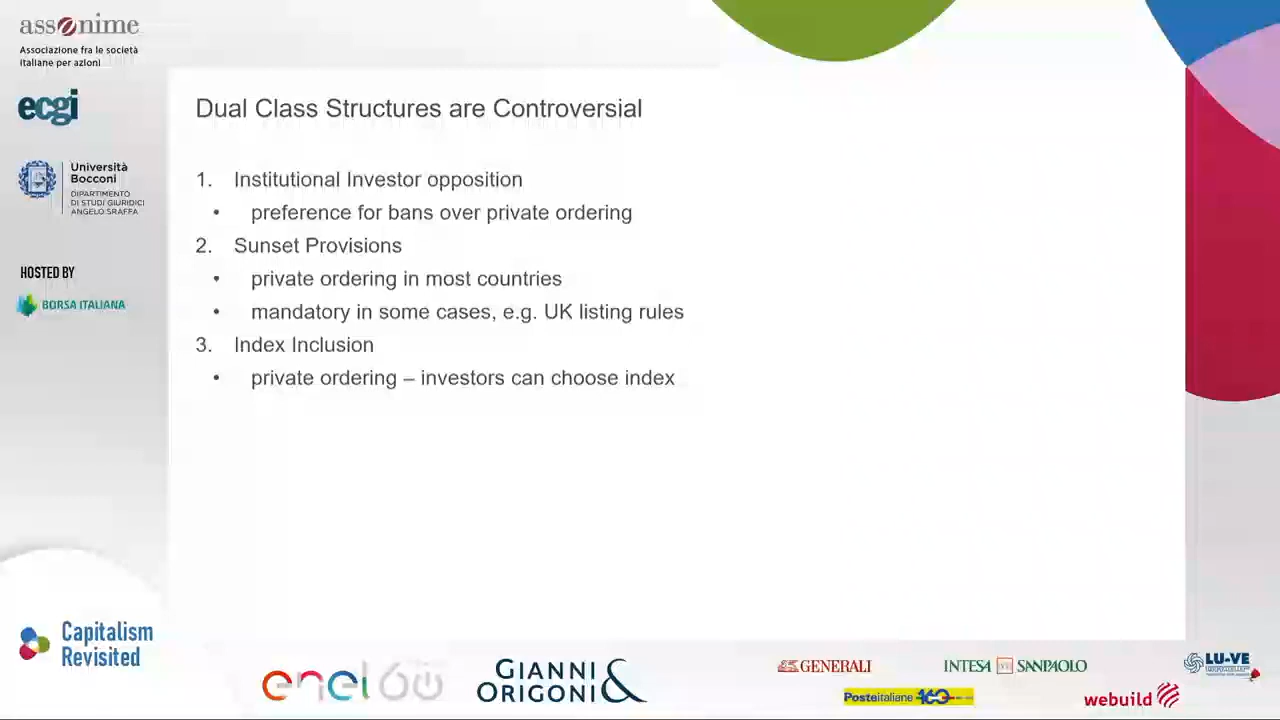 assonime
Associazione fra le società
italiane per azioni
ecgi
Università
Bocconi
DIPARTIMENTO
DI STUDI GIURIDICI
ANGELO SRAFFA
HOSTED BY
BORSA ITALIANA
Dual Class Structures are Controversial
1. Institutional Investor opposition
• preference for bans over private ordering
2. Sunset Provisions
• private ordering in most countries
• mandatory in some cases, e.g. UK listing rules
3. Index Inclusion
• private ordering – investors can choose index
Capitalism
Revisited
enel 60
GIANNI &
ORIGONI
GENERALI
INTESA SANPAOLO
LU-VE
Posteitaliane 160
webuild